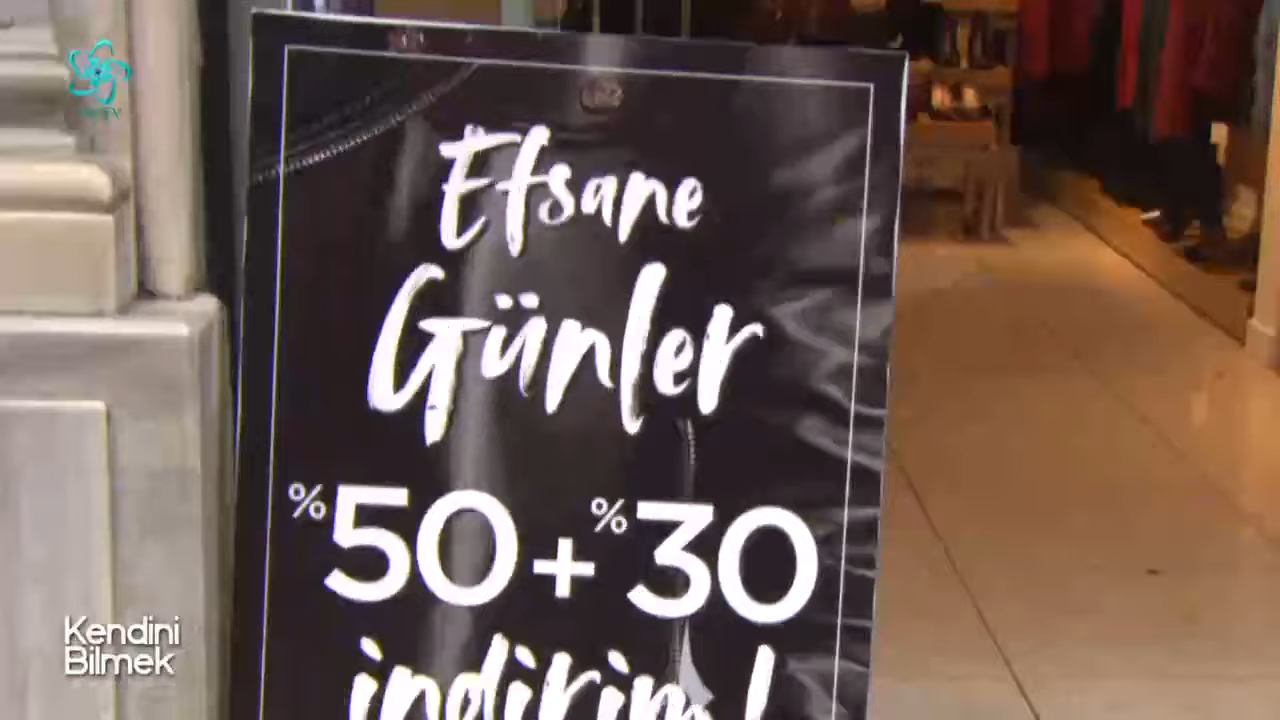 Efsane
Günler
%50 + %30
indirim!
Kendini
Bilmek